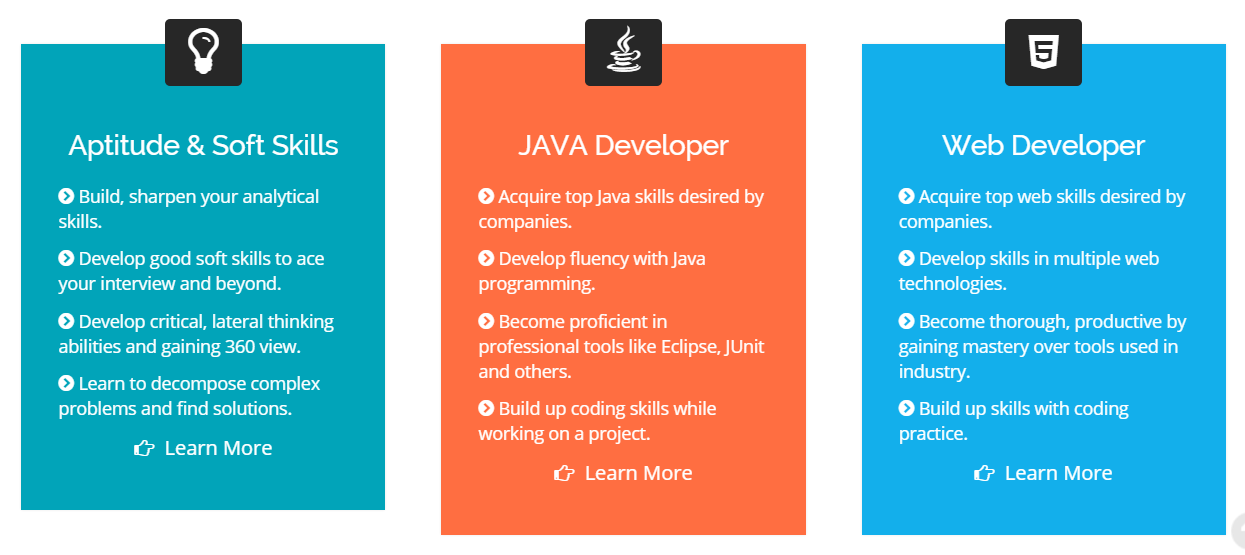 Aptitude & Soft Skills
Build, sharpen your analytical
skills.
Develop good soft skills to ace
your interview and beyond.
Develop critical, lateral thinking
abilities and gaining 360 view.
Learn to decompose complex
problems and find solutions.
Learn More
JAVA Developer
Acquire top Java skills desired by
companies.
Develop fluency with Java
programming.
Become proficient in
professional tools like Eclipse, JUnit
and others.
Build up coding skills while
working on a project.
Learn More
5
Web Developer
Acquire top web skills desired by
companies.
Develop skills in multiple web
technologies.
Become thorough, productive by
gaining mastery over tools used in
industry.
Build up skills with coding
practice.
Learn More